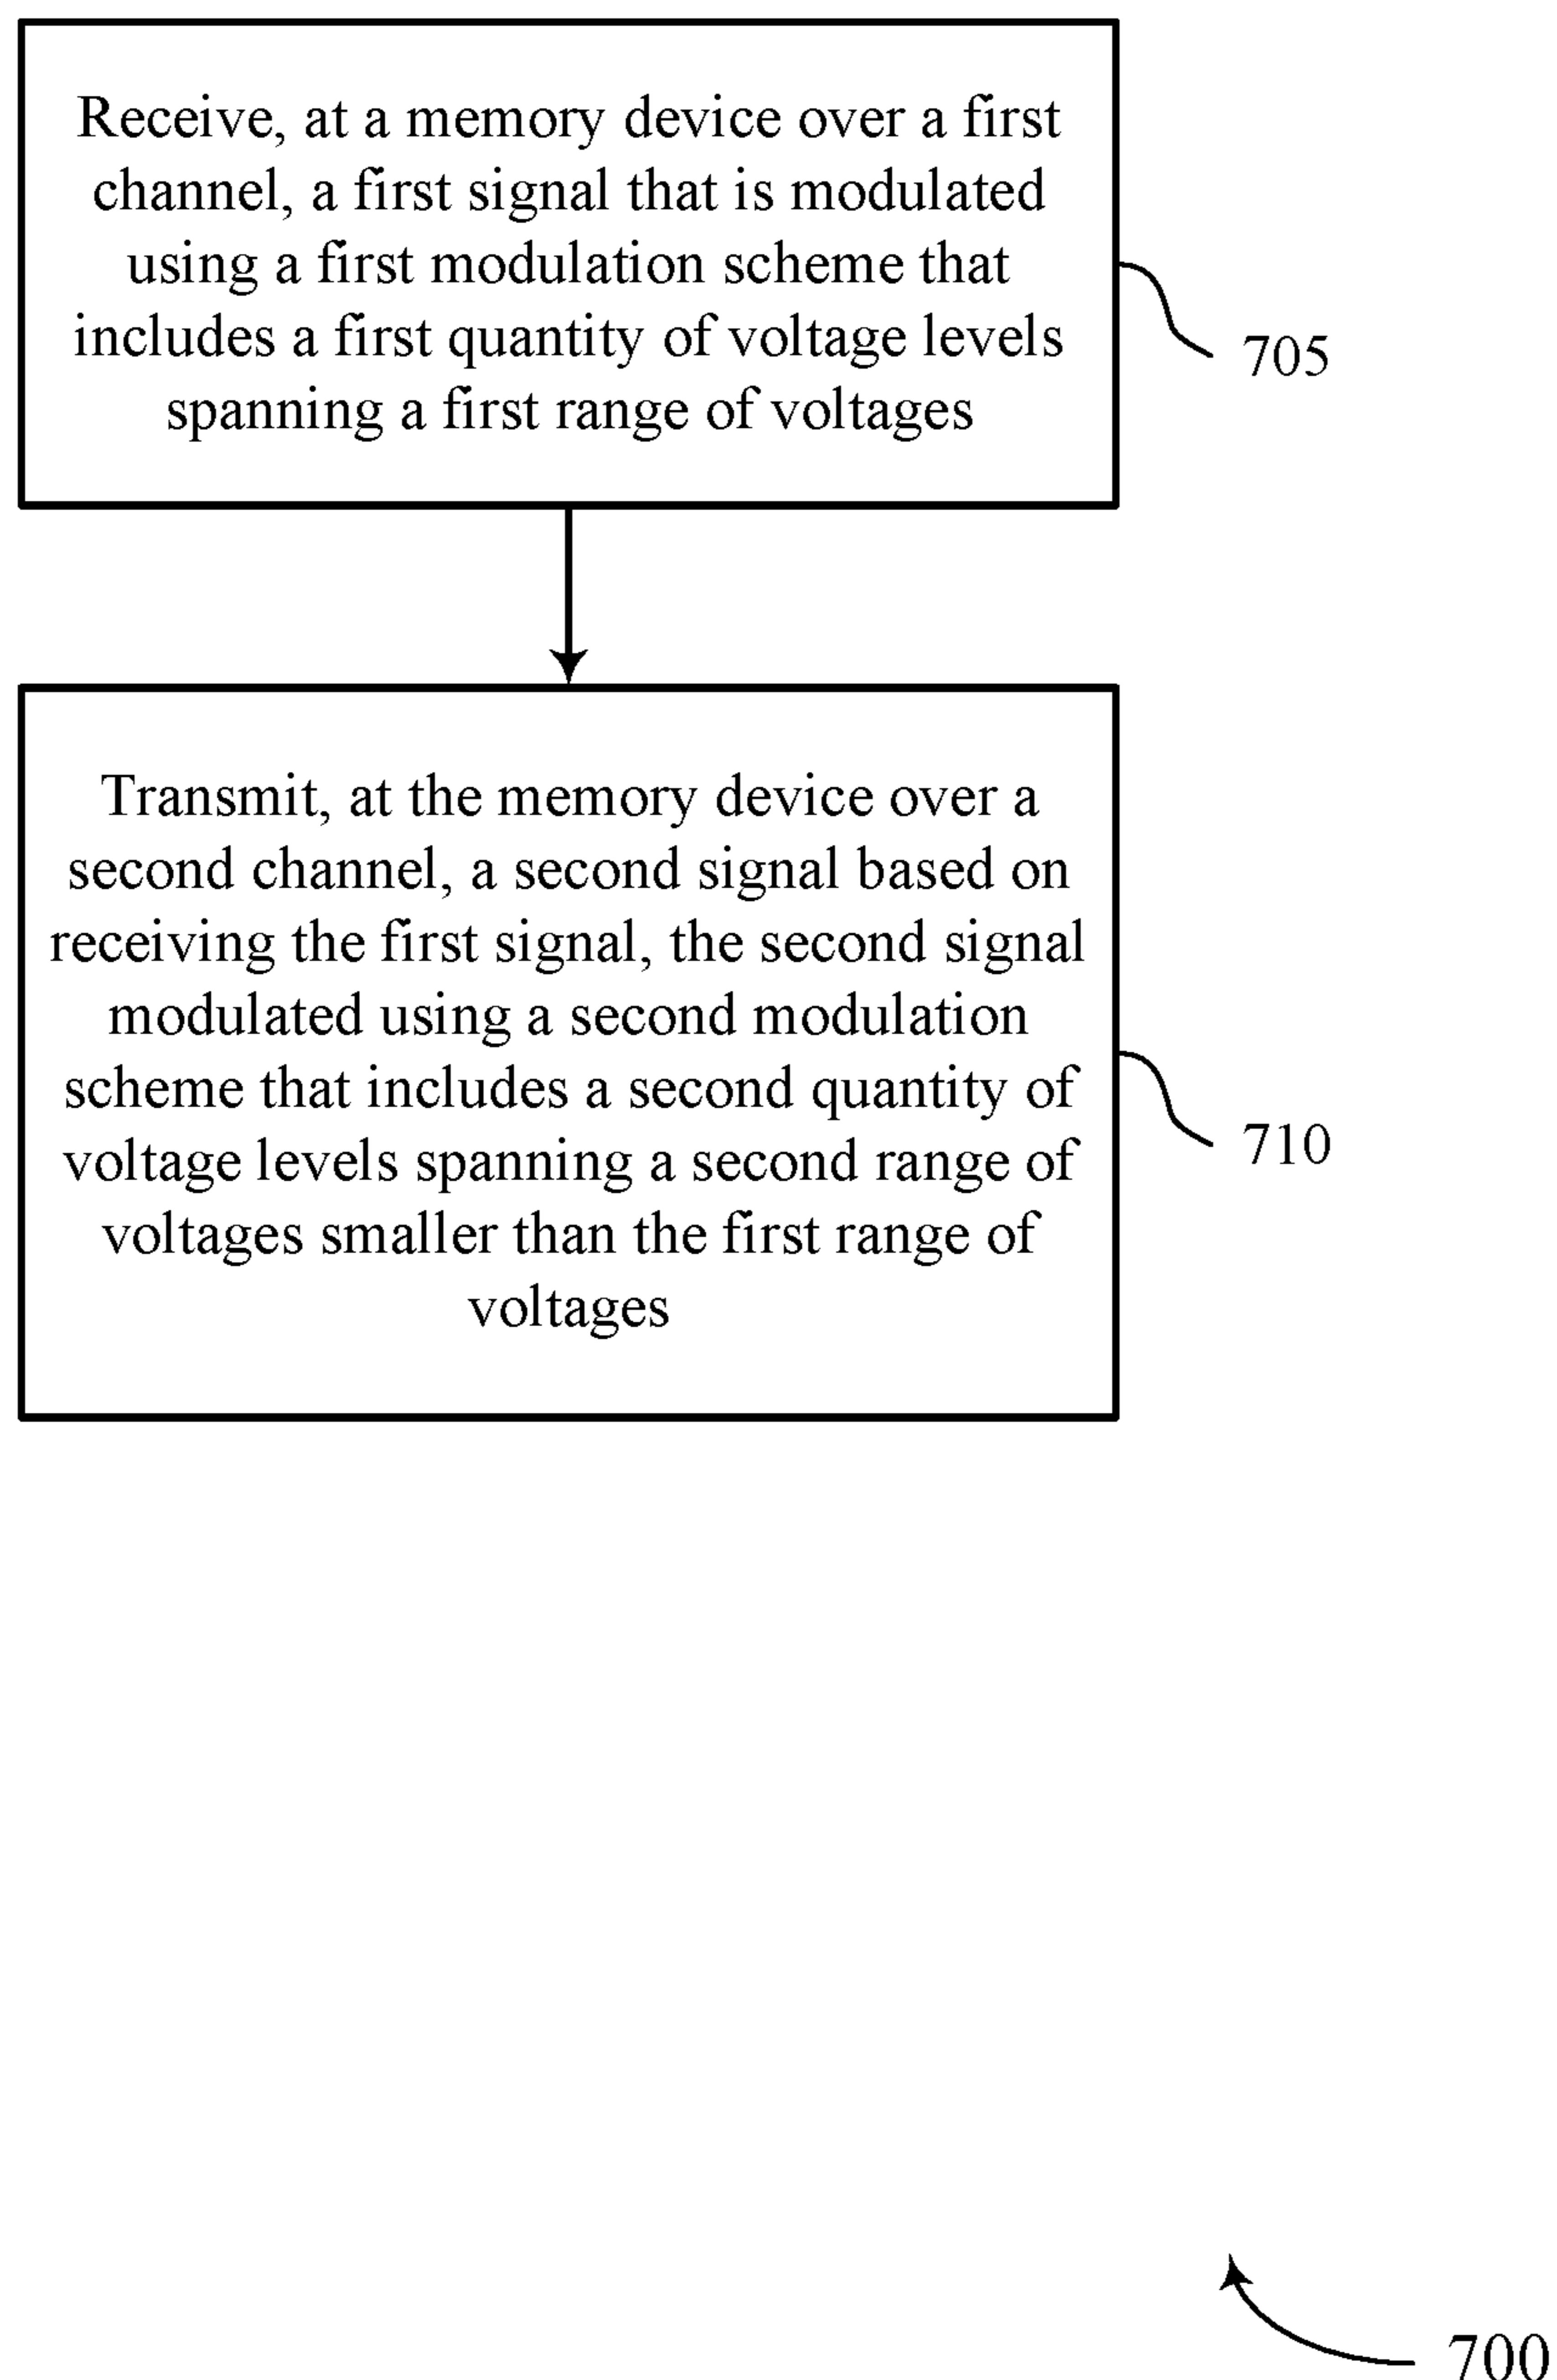 Receive, at a memory device over a first
channel, a first signal that is modulated
using a first modulation scheme that
includes a first quantity of voltage levels
spanning a first range of voltages
705
Transmit, at the memory device over a
second channel, a second signal based on
receiving the first signal, the second signal
modulated using a second modulation
scheme that includes a second quantity of
voltage levels spanning a second range of
voltages smaller than the first range of
voltages
710
700